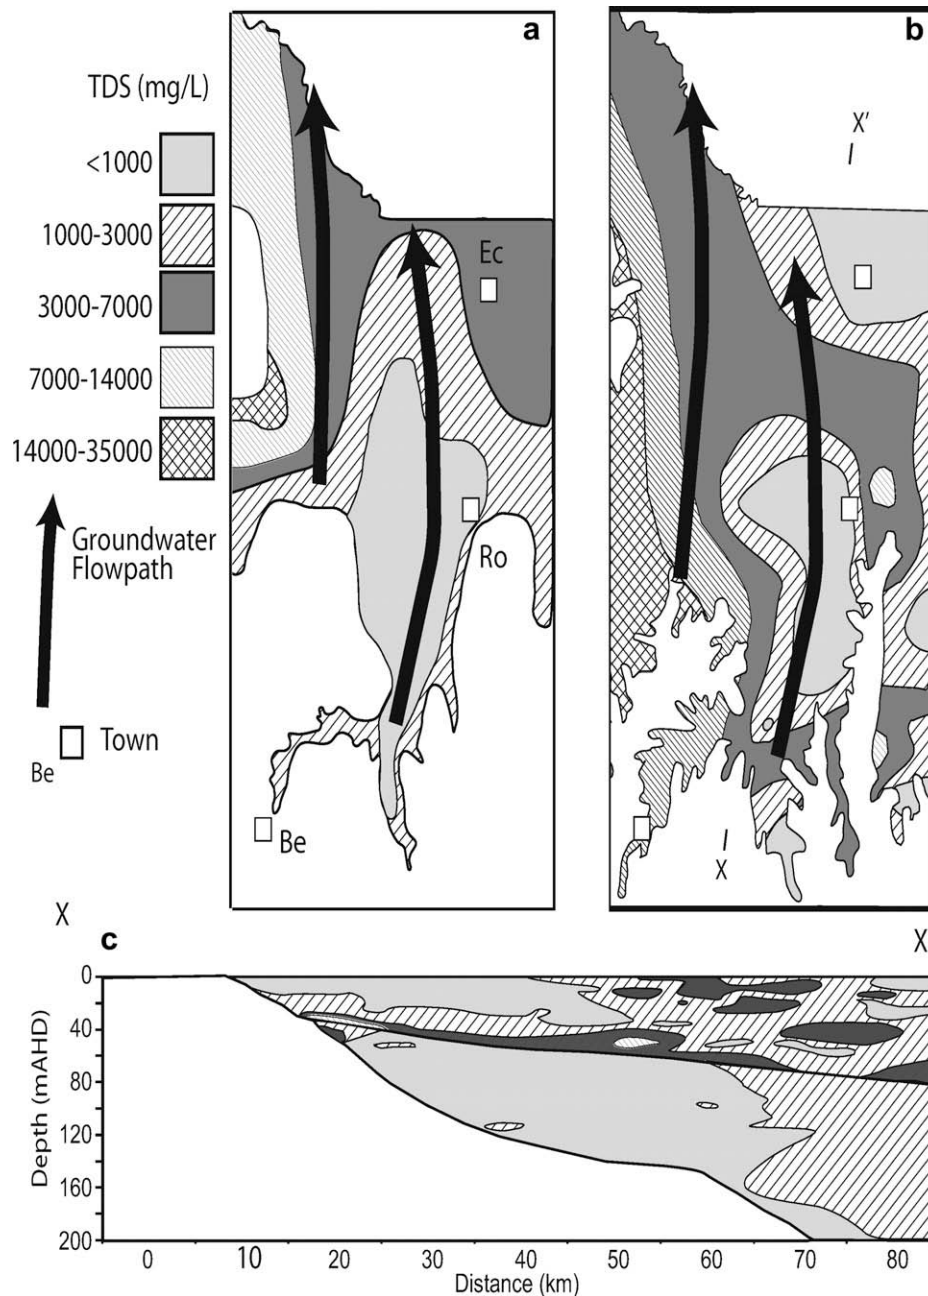 a
b
TDS (mg/L)
<1000
1000-3000
3000-7000
7000-14000
14000-35000
Groundwater
Flowpath
Town
Be
Ec
Ro
Be
X'
X
X
c
X
0
40
80
120
160
200
Depth (mAHD)
0
10
20
30
40
50
60
70
80
Distance (km)